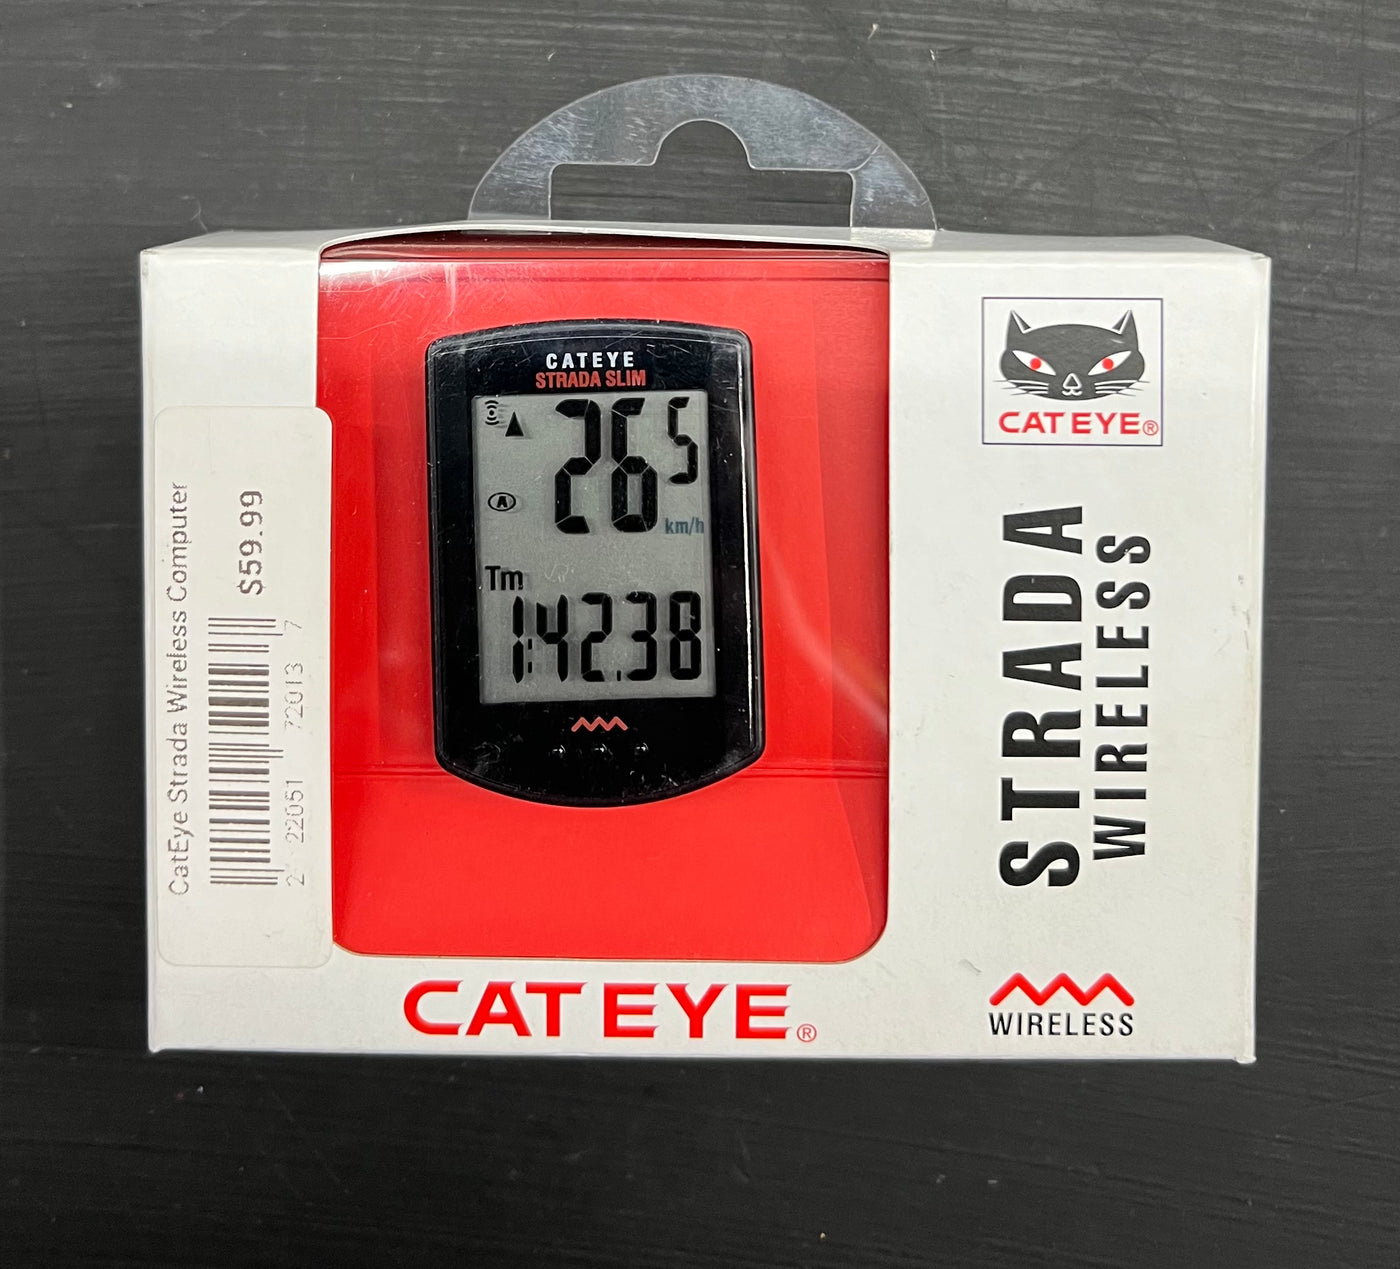 CATEYE
STRADA SLIM
26 5
km/h
Tm
1:42.38
CatEye Strada Wireless Computer
$59.99
2 22051 72013 7
CATEYE®
STRADA
WIRELESS
CATEYE®
WIRELESS